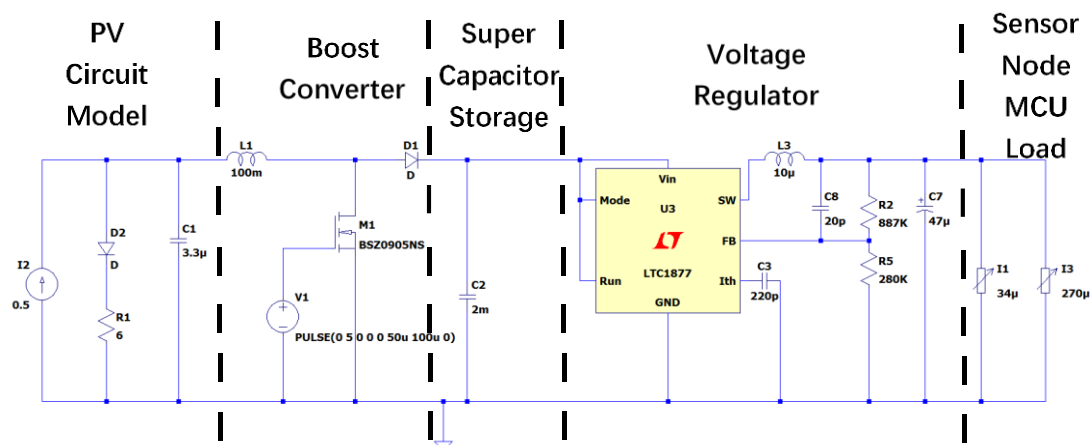 PV
Circuit
Model
Boost
Converter
Super
Capacitor
Storage
Voltage
Regulator
Sensor
Node
MCU
Load
I2
0.5
D2
D
R1
6
C1
3.3µ
L1
100m
D1
D
M1
BSZ0905NS
V1
PULSE(0 5 0 0 0 50u 100u 0)
C2
2m
Vin
Mode
SW
U3
FB
LTC1877
Run
Ith
GND
C3
220p
L3
10µ
C8
20p
R2
887K
R5
280K
C7
47µ
I1
34µ
I3
270µ